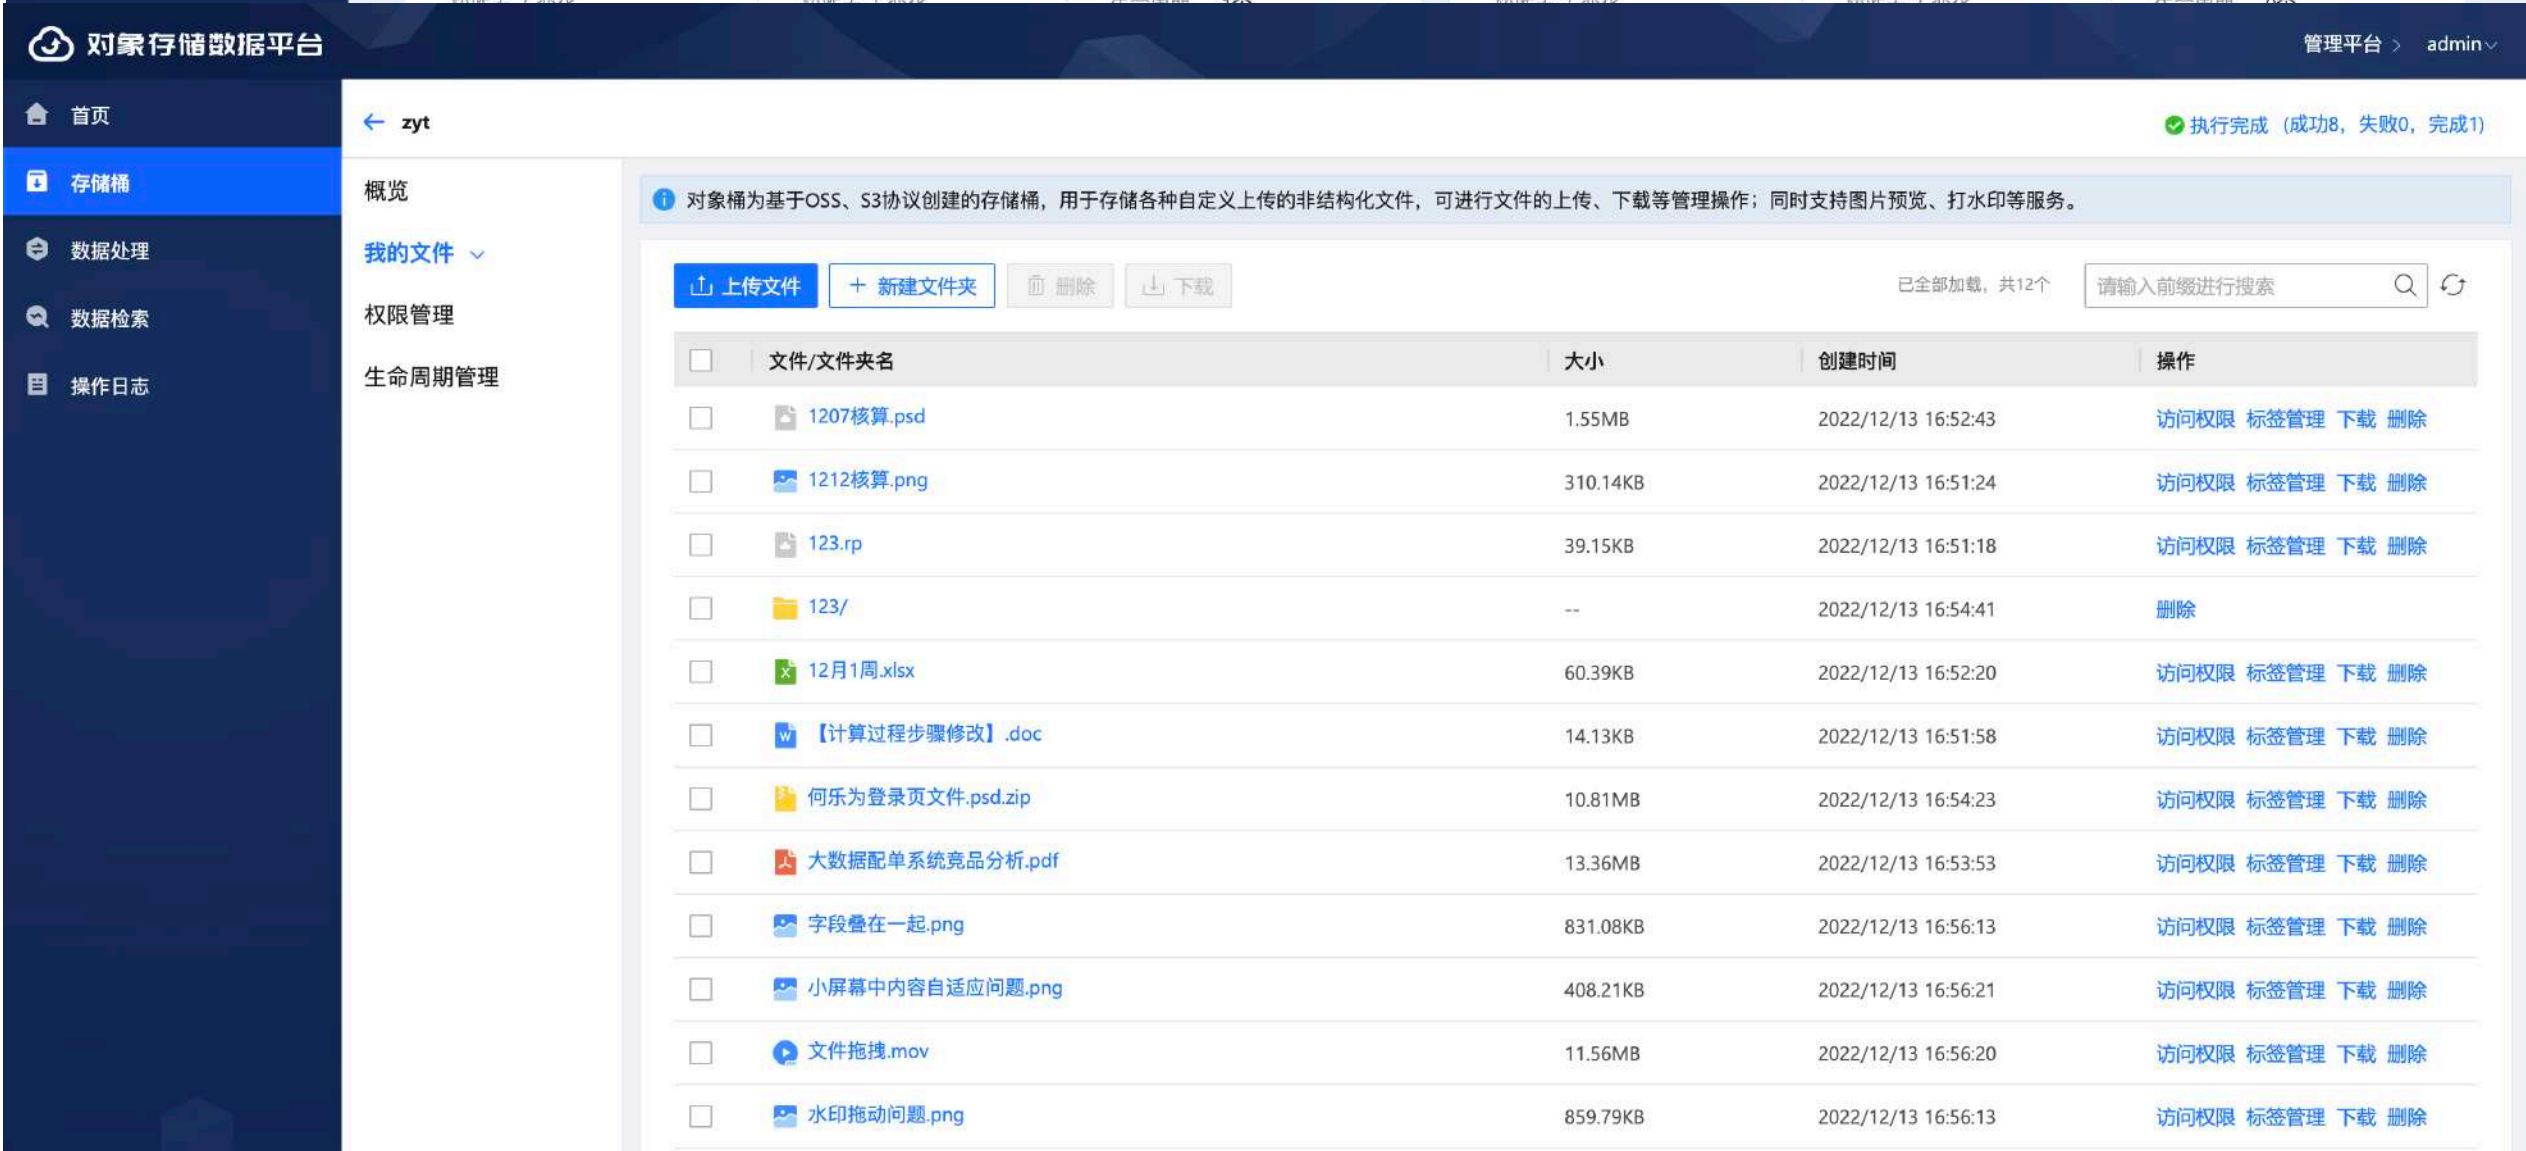 对象存储数据平台
管理平台 > admin
首页
存储桶
数据处理
数据检索
操作日志
← zyt
执行完成 (成功8, 失败0, 完成1)
概览
我的文件
权限管理
生命周期管理
对象桶为基于OSS、S3协议创建的存储桶，用于存储各种自定义上传的非结构化文件，可进行文件的上传、下载等管理操作；同时支持图片预览、打水印等服务。
上传文件 + 新建文件夹 删除 下载 已全部加载，共12个 请输入前缀进行搜索
文件/文件夹名 大小 创建时间 操作
1207核算.psd 1.55MB 2022/12/13 16:52:43 访问权限 标签管理 下载 删除
1212核算.png 310.14KB 2022/12/13 16:51:24 访问权限 标签管理 下载 删除
123.rp 39.15KB 2022/12/13 16:51:18 访问权限 标签管理 下载 删除
123/ -- 2022/12/13 16:54:41 删除
12月1周.xlsx 60.39KB 2022/12/13 16:52:20 访问权限 标签管理 下载 删除
【计算过程步骤修改】.doc 14.13KB 2022/12/13 16:51:58 访问权限 标签管理 下载 删除
何乐为登录页文件.psd.zip 10.81MB 2022/12/13 16:54:23 访问权限 标签管理 下载 删除
大数据配单系统竞品分析.pdf 13.36MB 2022/12/13 16:53:53 访问权限 标签管理 下载 删除
字段叠在一起.png 831.08KB 2022/12/13 16:56:13 访问权限 标签管理 下载 删除
小屏幕中内容自适应问题.png 408.21KB 2022/12/13 16:56:21 访问权限 标签管理 下载 删除
文件拖拽.mov 11.56MB 2022/12/13 16:56:20 访问权限 标签管理 下载 删除
水印拖动问题.png 859.79KB 2022/12/13 16:56:13 访问权限 标签管理 下载 删除